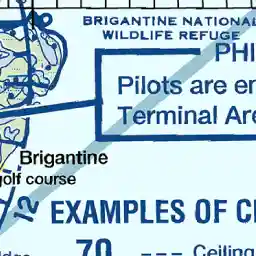 BRIGANTINE NATIONAL
WILDLIFE REFUGE
PHI
Pilots are en
Terminal Are
Brigantine
golf course
12
EXAMPLES OF C
70
Ceiling